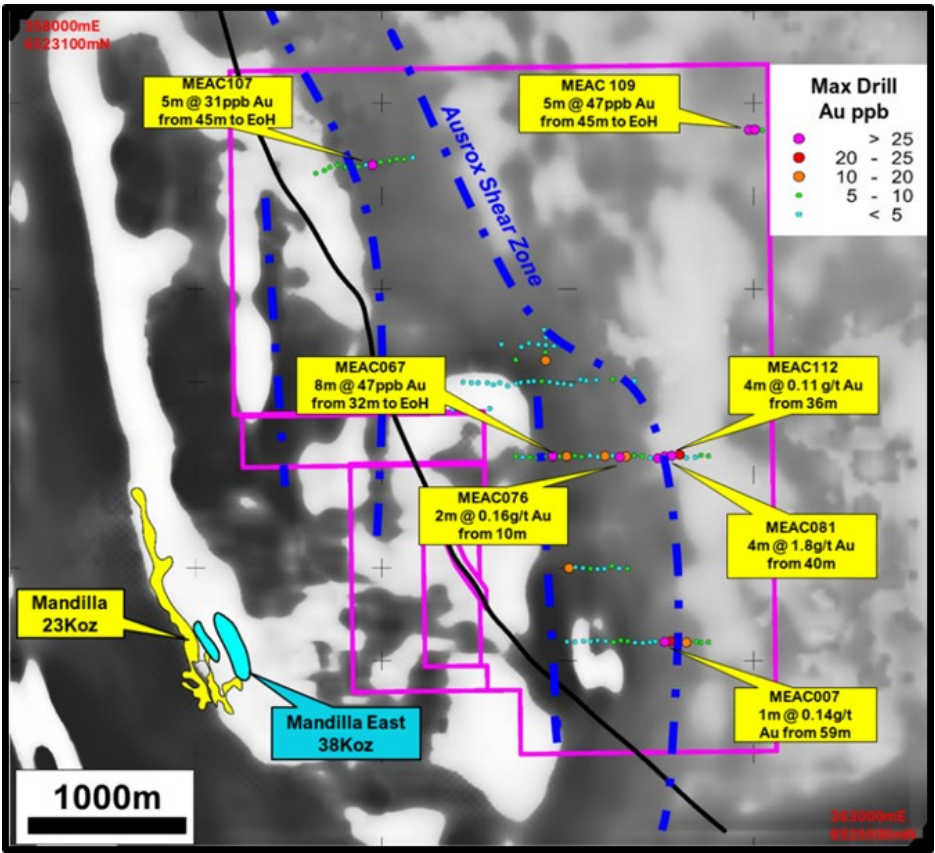 6523100mN
MEAC107
5m @ 31ppb Au
from 45m to EoH
MEAC 109
5m @ 47ppb Au
from 45m to EoH
Max Drill
Au ppb
> 25
20 - 25
10 - 20
5 - 10
< 5
Ausrox Shear Zone
MEAC067
8m @ 47ppb Au
from 32m to EoH
MEAC112
4m @ 0.11 g/t Au
from 36m
MEAC076
2m @ 0.16g/t Au
from 10m
MEAC081
4m @ 1.8g/t Au
from 40m
Mandilla
23Koz
Mandilla East
38Koz
MEAC007
1m @ 0.14g/t
Au from 59m
1000m